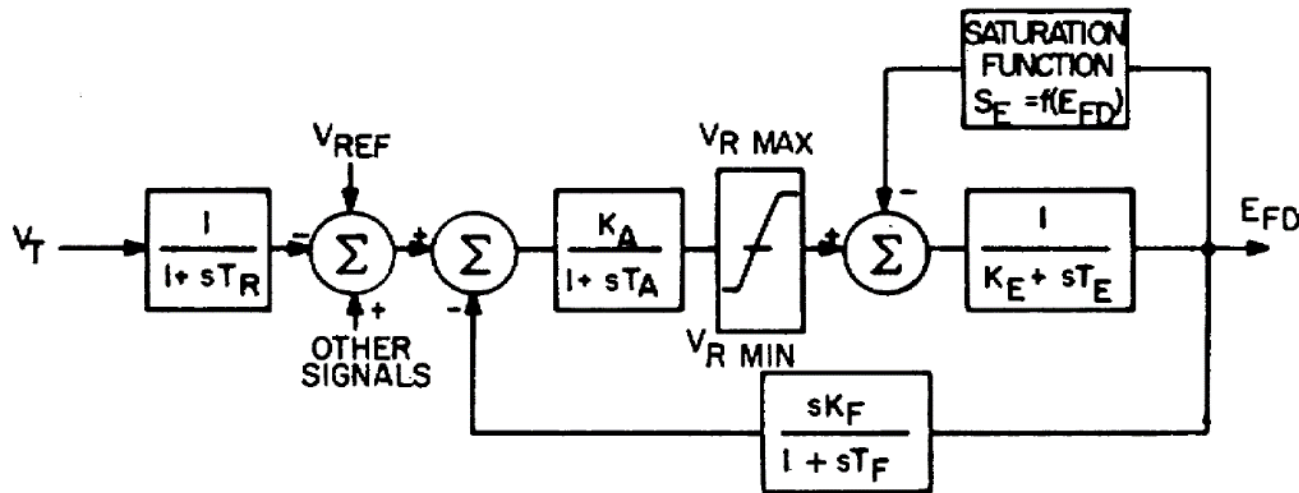 SATURATION
FUNCTION
S_E = f(E_FD)
V_REF
V_R MAX
V_T
1
1+ sT_R
-
Σ
+
OTHER
SIGNALS
+
Σ
-
K_A
1+ sT_A
V_R MIN
-
+
Σ
1
K_E + sT_E
E_FD
sK_F
1 + sT_F